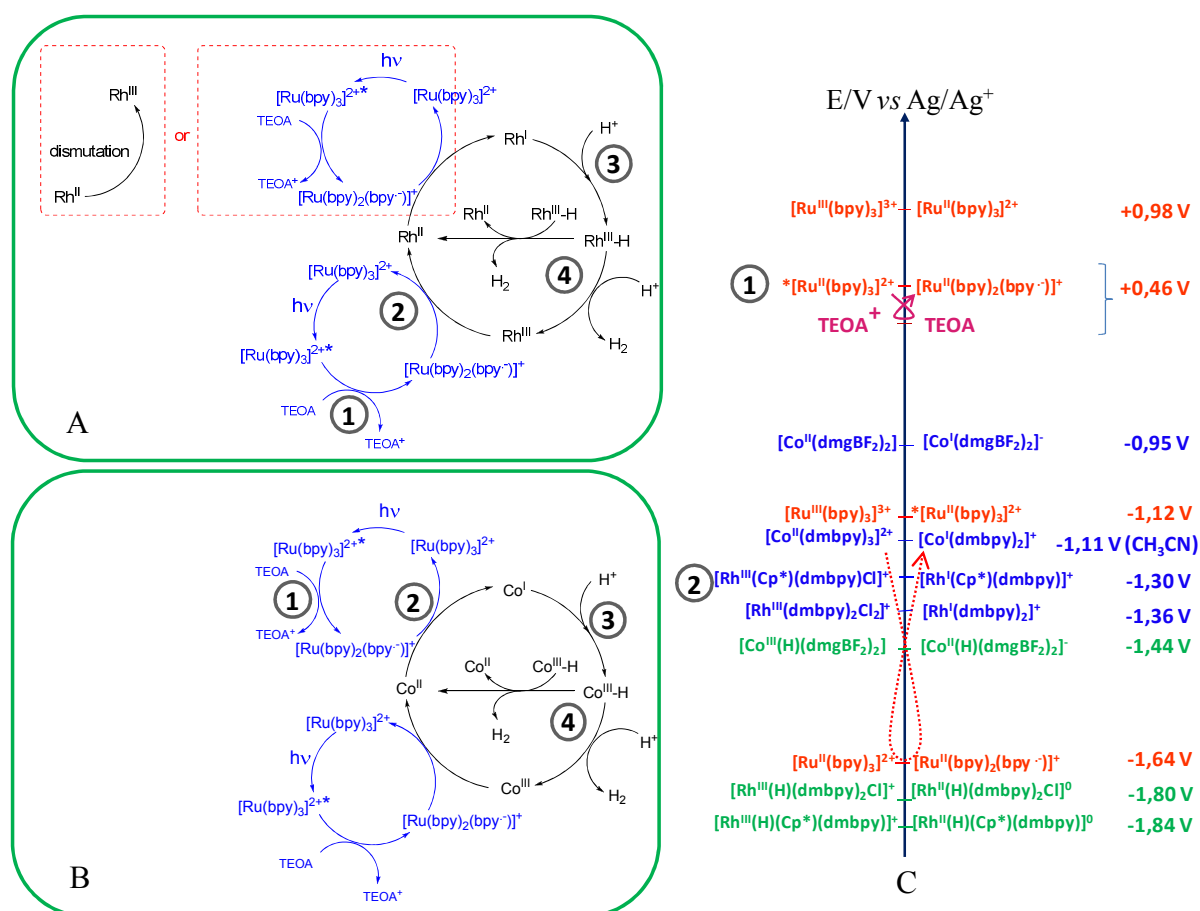 Rh^III
dismutation
Rh^II
or
hν
[Ru(bpy)3]^2+*
[Ru(bpy)3]^2+
TEOA
TEOA^+
[Ru(bpy)2(bpy·-)]^+
Rh^I
H^+
3
Rh^II
Rh^III-H
Rh^II
Rh^III-H
H2
4
[Ru(bpy)3]^2+
2
hν
H^+
Rh^III
H2
[Ru(bpy)3]^2+*
[Ru(bpy)2(bpy·-)]^+
TEOA
1
TEOA^+
A
hν
[Ru(bpy)3]^2+*
[Ru(bpy)3]^2+
TEOA
1
2
TEOA^+
[Ru(bpy)2(bpy·-)]^+
Co^I
H^+
3
Co^II
Co^III-H
Co^II
Co^III-H
H2
4
[Ru(bpy)3]^2+
hν
H^+
Co^III
H2
[Ru(bpy)3]^2+*
[Ru(bpy)2(bpy·-)]^+
TEOA
TEOA^+
B
E/V vs Ag/Ag^+
[Ru^III(bpy)3]^3+ [Ru^II(bpy)3]^2+ +0,98 V
1 *[Ru^II(bpy)3]^2+ [Ru^II(bpy)2(bpy·-)]^+ +0,46 V
TEOA^+ TEOA
[Co^II(dmgBF2)2] [Co^I(dmgBF2)2]^- -0,95 V
[Ru^III(bpy)3]^3+ *[Ru^II(bpy)3]^2+ -1,12 V
[Co^II(dmbpy)3]^2+ [Co^I(dmbpy)2]^+ -1,11 V (CH3CN)
2 [Rh^III(Cp*)(dmbpy)Cl]^+ [Rh^I(Cp*)(dmbpy)]^+ -1,30 V
[Rh^III(dmbpy)2Cl2]^+ [Rh^I(dmbpy)2]^+ -1,36 V
[Co^III(H)(dmgBF2)2] [Co^II(H)(dmgBF2)2]^- -1,44 V
[Ru^II(bpy)3]^2+ [Ru^II(bpy)2(bpy·-)]^+ -1,64 V
[Rh^III(H)(dmbpy)2Cl]^+ [Rh^II(H)(dmbpy)2Cl]^0 -1,80 V
[Rh^III(H)(Cp*)(dmbpy)]^+ [Rh^II(H)(Cp*)(dmbpy)]^0 -1,84 V
C